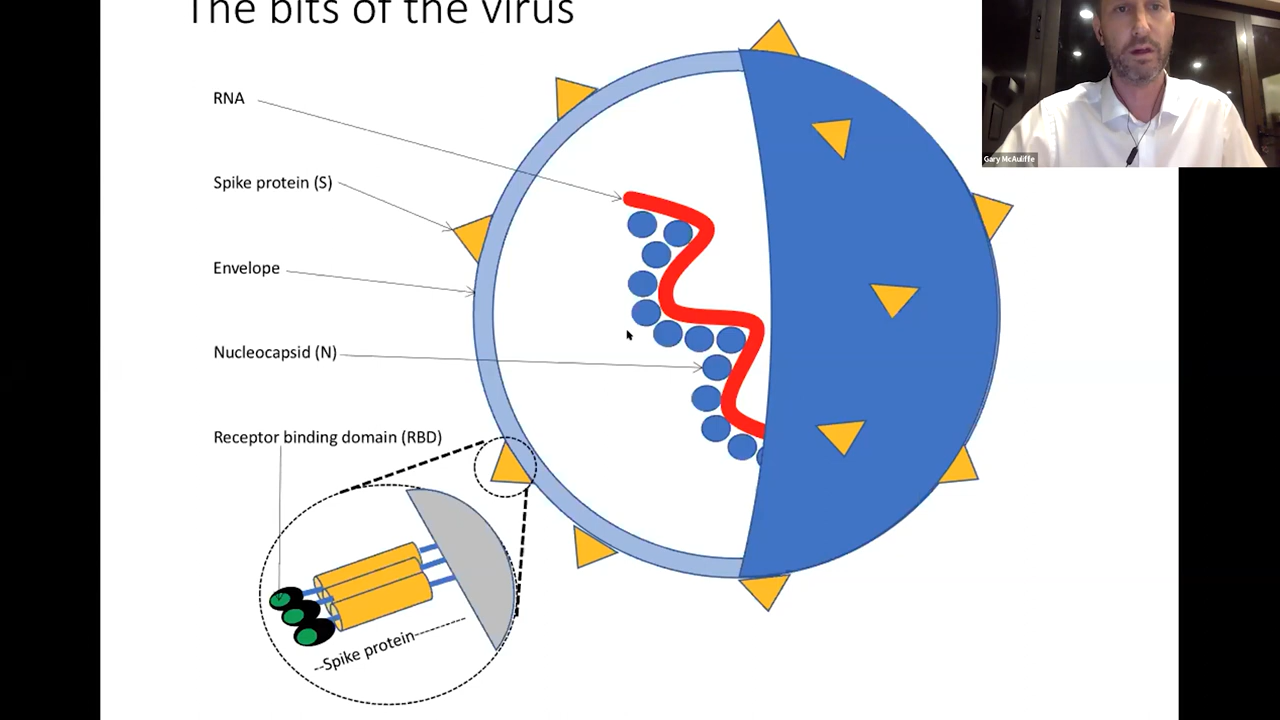 The bits of the virus
Gary McAuliffe
RNA
Spike protein (S)
Envelope
Nucleocapsid (N)
Receptor binding domain (RBD)
--Spike protein